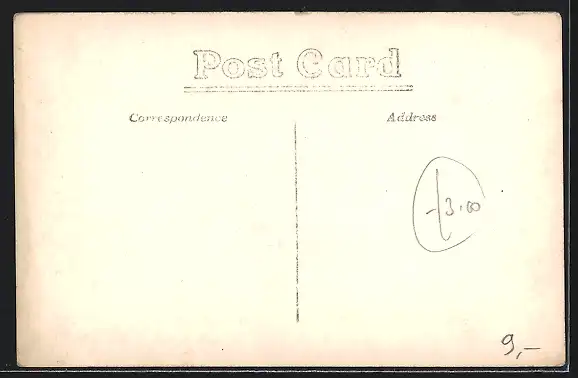 Post Card
Correspondence
Address
3.00
9,-